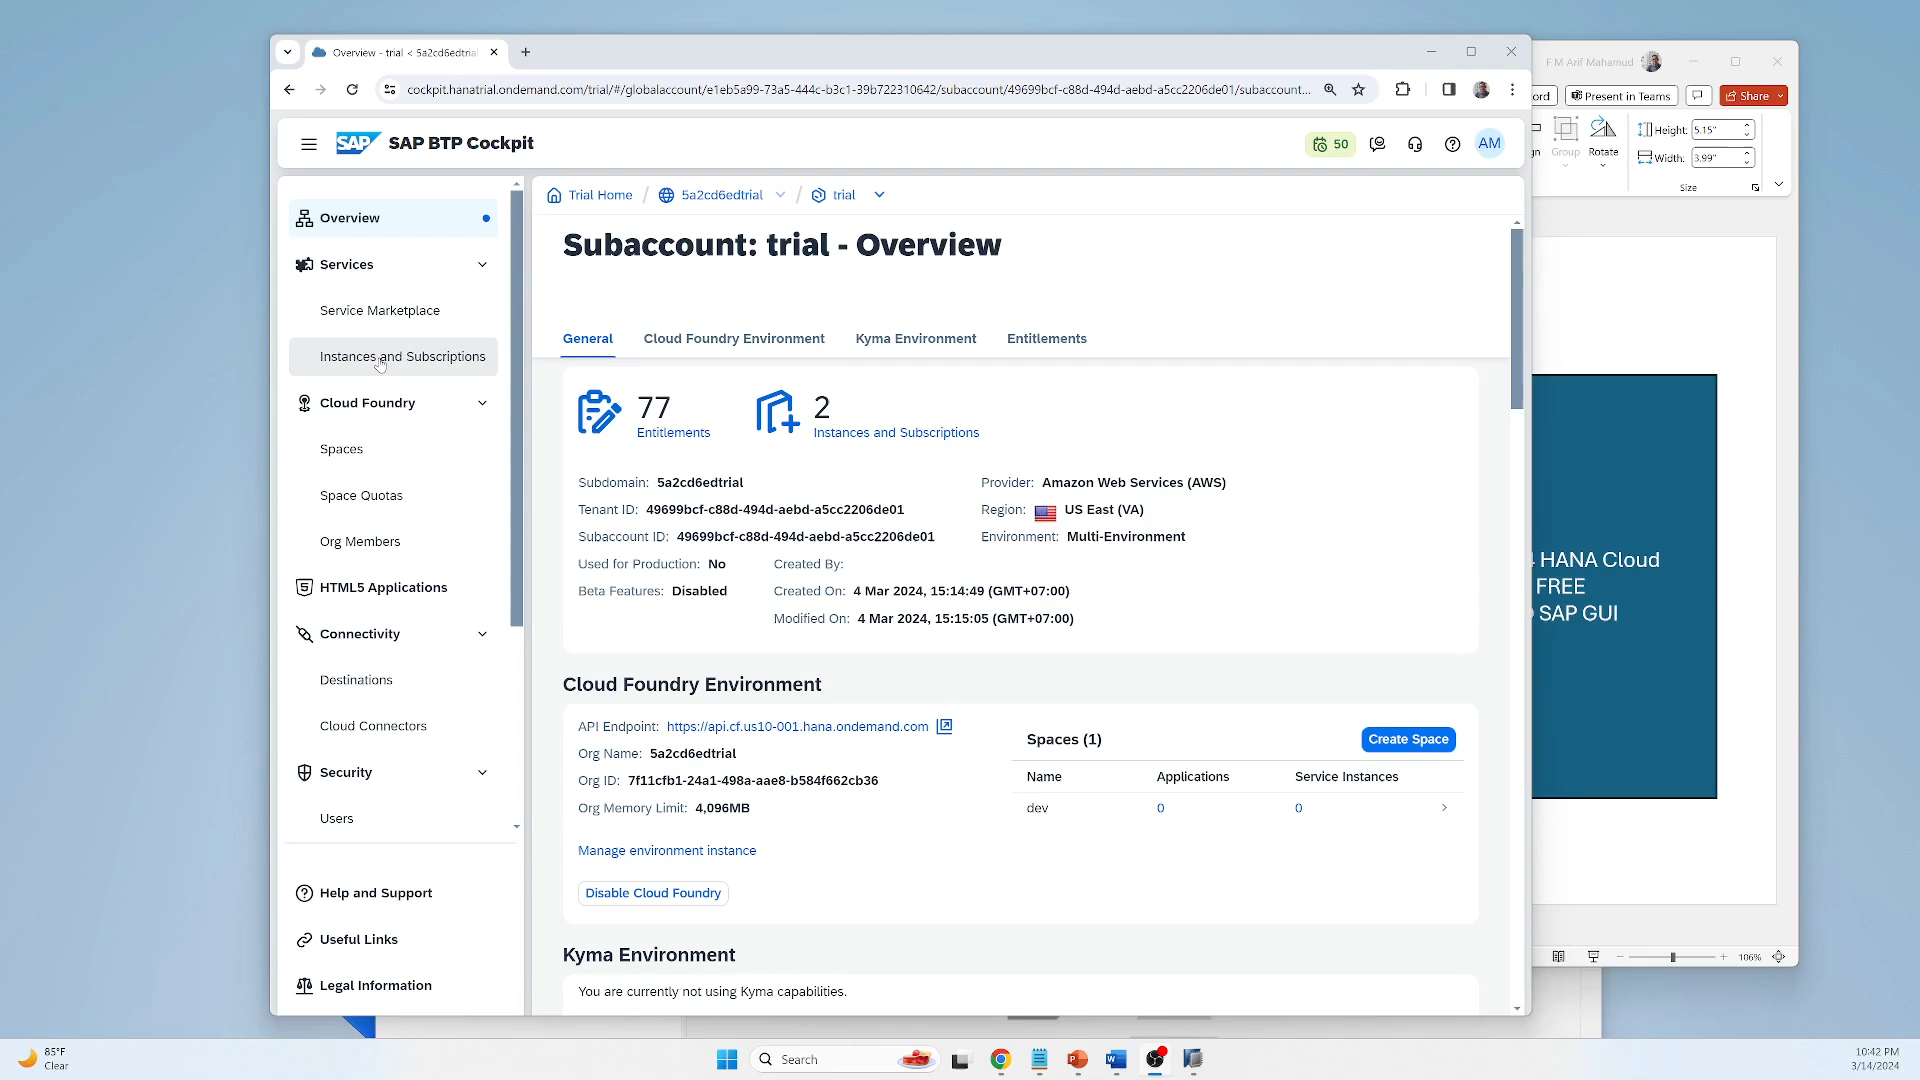 Overview - trial < 5a2cd6edtrial
cockpit.hanatrial.ondemand.com/trial/#/globalaccount/e1eb5a99-73a5-444c-b3c1-39b722310642/subaccount/49699bcf-c88d-494d-aebd-a5cc2206de01/subaccount...
SAP SAP BTP Cockpit
50
AM
Overview
Services
Service Marketplace
Instances and Subscriptions
Cloud Foundry
Spaces
Space Quotas
Org Members
HTML5 Applications
Connectivity
Destinations
Cloud Connectors
Security
Users
Help and Support
Useful Links
Legal Information
Trial Home / 5a2cd6edtrial / trial
Subaccount: trial - Overview
General Cloud Foundry Environment Kyma Environment Entitlements
77
Entitlements
2
Instances and Subscriptions
Subdomain: 5a2cd6edtrial
Tenant ID: 49699bcf-c88d-494d-aebd-a5cc2206de01
Subaccount ID: 49699bcf-c88d-494d-aebd-a5cc2206de01
Used for Production: No
Beta Features: Disabled
Created By:
Created On: 4 Mar 2024, 15:14:49 (GMT+07:00)
Modified On: 4 Mar 2024, 15:15:05 (GMT+07:00)
Provider: Amazon Web Services (AWS)
Region: US East (VA)
Environment: Multi-Environment
Cloud Foundry Environment
API Endpoint: https://api.cf.us10-001.hana.ondemand.com
Org Name: 5a2cd6edtrial
Org ID: 7f11cfb1-24a1-498a-aae8-b584f662cb36
Org Memory Limit: 4,096MB
Manage environment instance
Disable Cloud Foundry
Spaces (1)
Create Space
Name Applications Service Instances
dev 0 0
Kyma Environment
You are currently not using Kyma capabilities.
F M Arif Mahamud
ord Present in Teams Share
Group Rotate
Height: 5.15"
Width: 3.99"
Size
HANA Cloud
FREE
SAP GUI
106%
85°F
Clear
Search
10:42 PM
3/14/2024